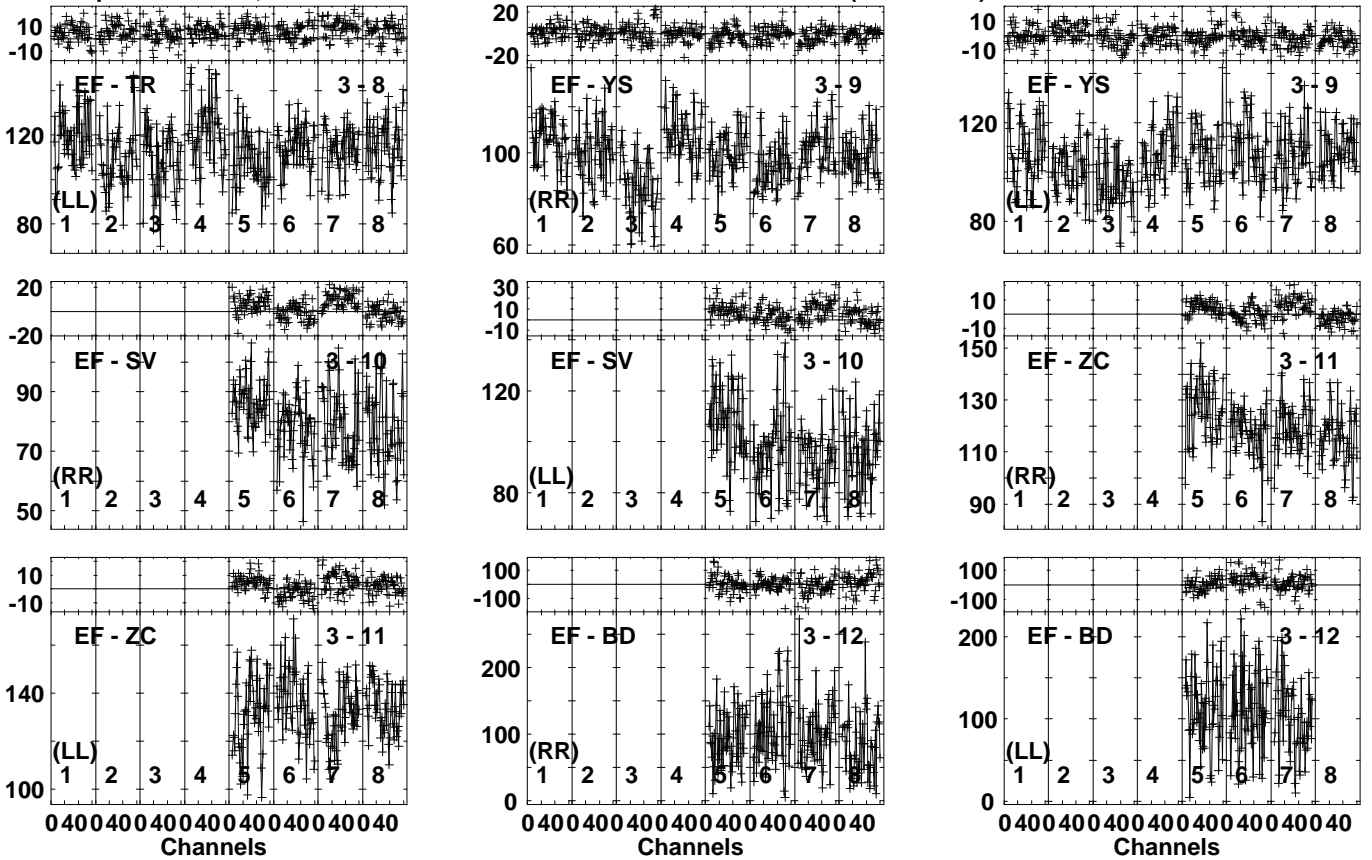 10 20 10
-10 -20 -10
EF - TR 3 - 8 EF - YS 3 - 9 EF - YS 3 - 9
120 100 120
80 60 80
(LL) (RR) (LL)
1 2 3 4 5 6 7 8 1 2 3 4 5 6 7 8 1 2 3 4 5 6 7 8
20 30 10
-20 10 -10
-10
EF - SV 3 - 10 EF - SV 3 - 10 EF - ZC 3 - 11
90 120 150
70 80 130
50 110
90
(RR) (LL) (RR)
1 2 3 4 5 6 7 8 1 2 3 4 5 6 7 8 1 2 3 4 5 6 7 8
10 100 100
-10 -100 -100
EF - ZC 3 - 11 EF - BD 3 - 12 EF - BD 3 - 12
140 200 200
100 100 100
0 0
(LL) (RR) (LL)
1 2 3 4 5 6 7 8 1 2 3 4 5 6 7 8 1 2 3 4 5 6 7 8
0 40 0 40 0 40 0 40 0 40 0 40 0 40 0 40 0 40 0 40 0 40 0 40 0 40 0 40 0 40 0 40 0 40 0 40 0 40 0 40 0 40 0 40 0 40 0 40
Channels Channels Channels